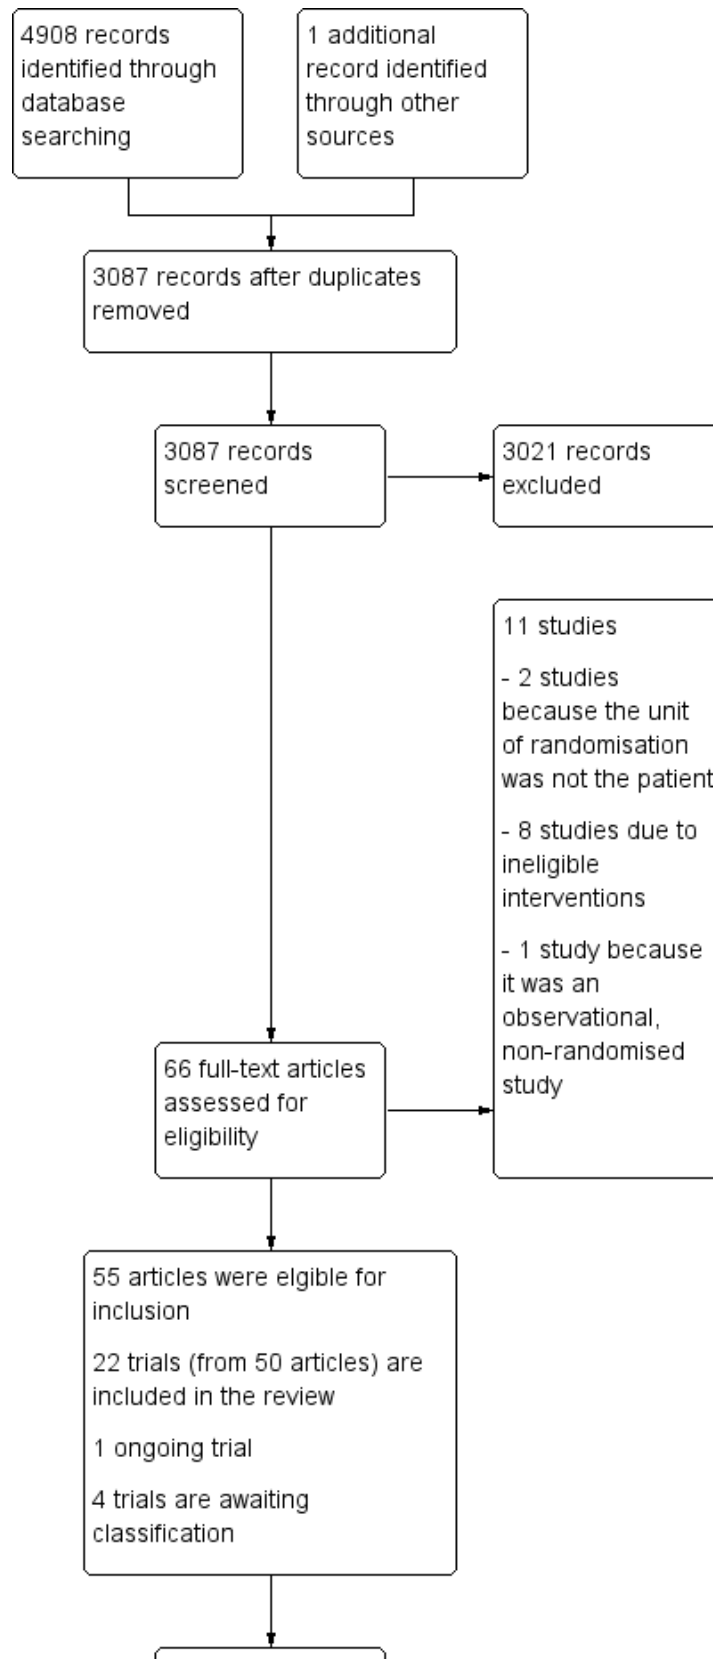 4908 records
identified through
database
searching
1 additional
record identified
through other
sources
3087 records after duplicates
removed
3087 records
screened
3021 records
excluded
11 studies
- 2 studies
because the unit
of randomisation
was not the patient
- 8 studies due to
ineligible
interventions
- 1 study because
it was an
observational,
non-randomised
study
66 full-text articles
assessed for
eligibility
55 articles were elgible for
inclusion
22 trials (from 50 articles) are
included in the review
1 ongoing trial
4 trials are awaiting
classification